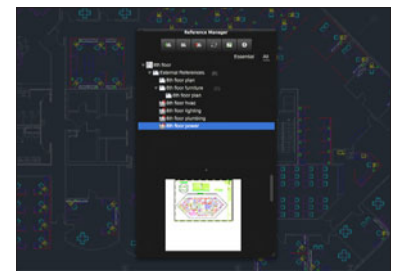 Reference Manager
Essential All
8th floor
External References
8th floor plan
8th floor furniture
8th floor plan
8th floor hvac
8th floor lighting
8th floor plumbing
8th floor power